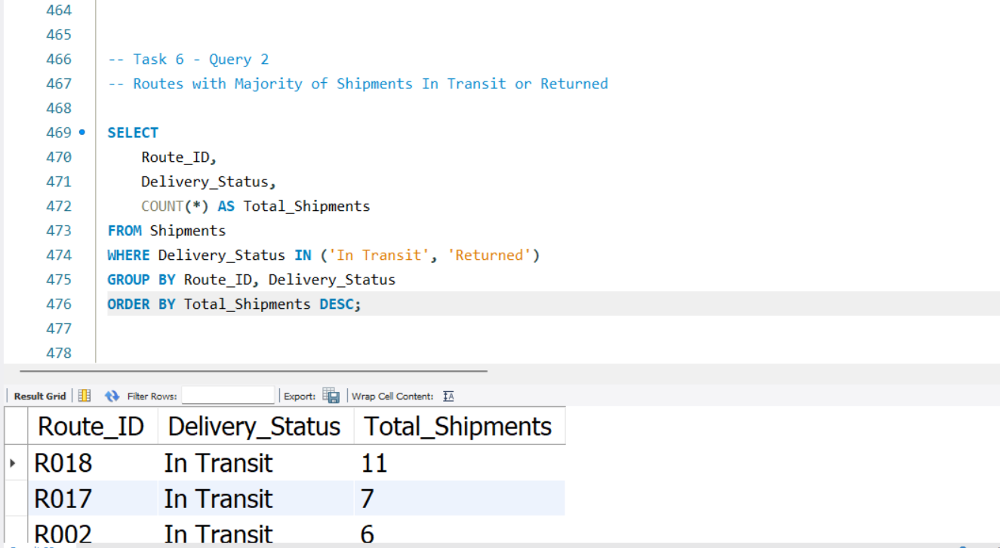 464
465
466 -- Task 6 - Query 2
467 -- Routes with Majority of Shipments In Transit or Returned
468
469 SELECT
470 Route_ID,
471 Delivery_Status,
472 COUNT(*) AS Total_Shipments
473 FROM Shipments
474 WHERE Delivery_Status IN ('In Transit', 'Returned')
475 GROUP BY Route_ID, Delivery_Status
476 ORDER BY Total_Shipments DESC;
477
478
Result Grid Filter Rows: Export: Wrap Cell Content:
Route_ID Delivery_Status Total_Shipments
R018 In Transit 11
R017 In Transit 7
R002 In Transit 6